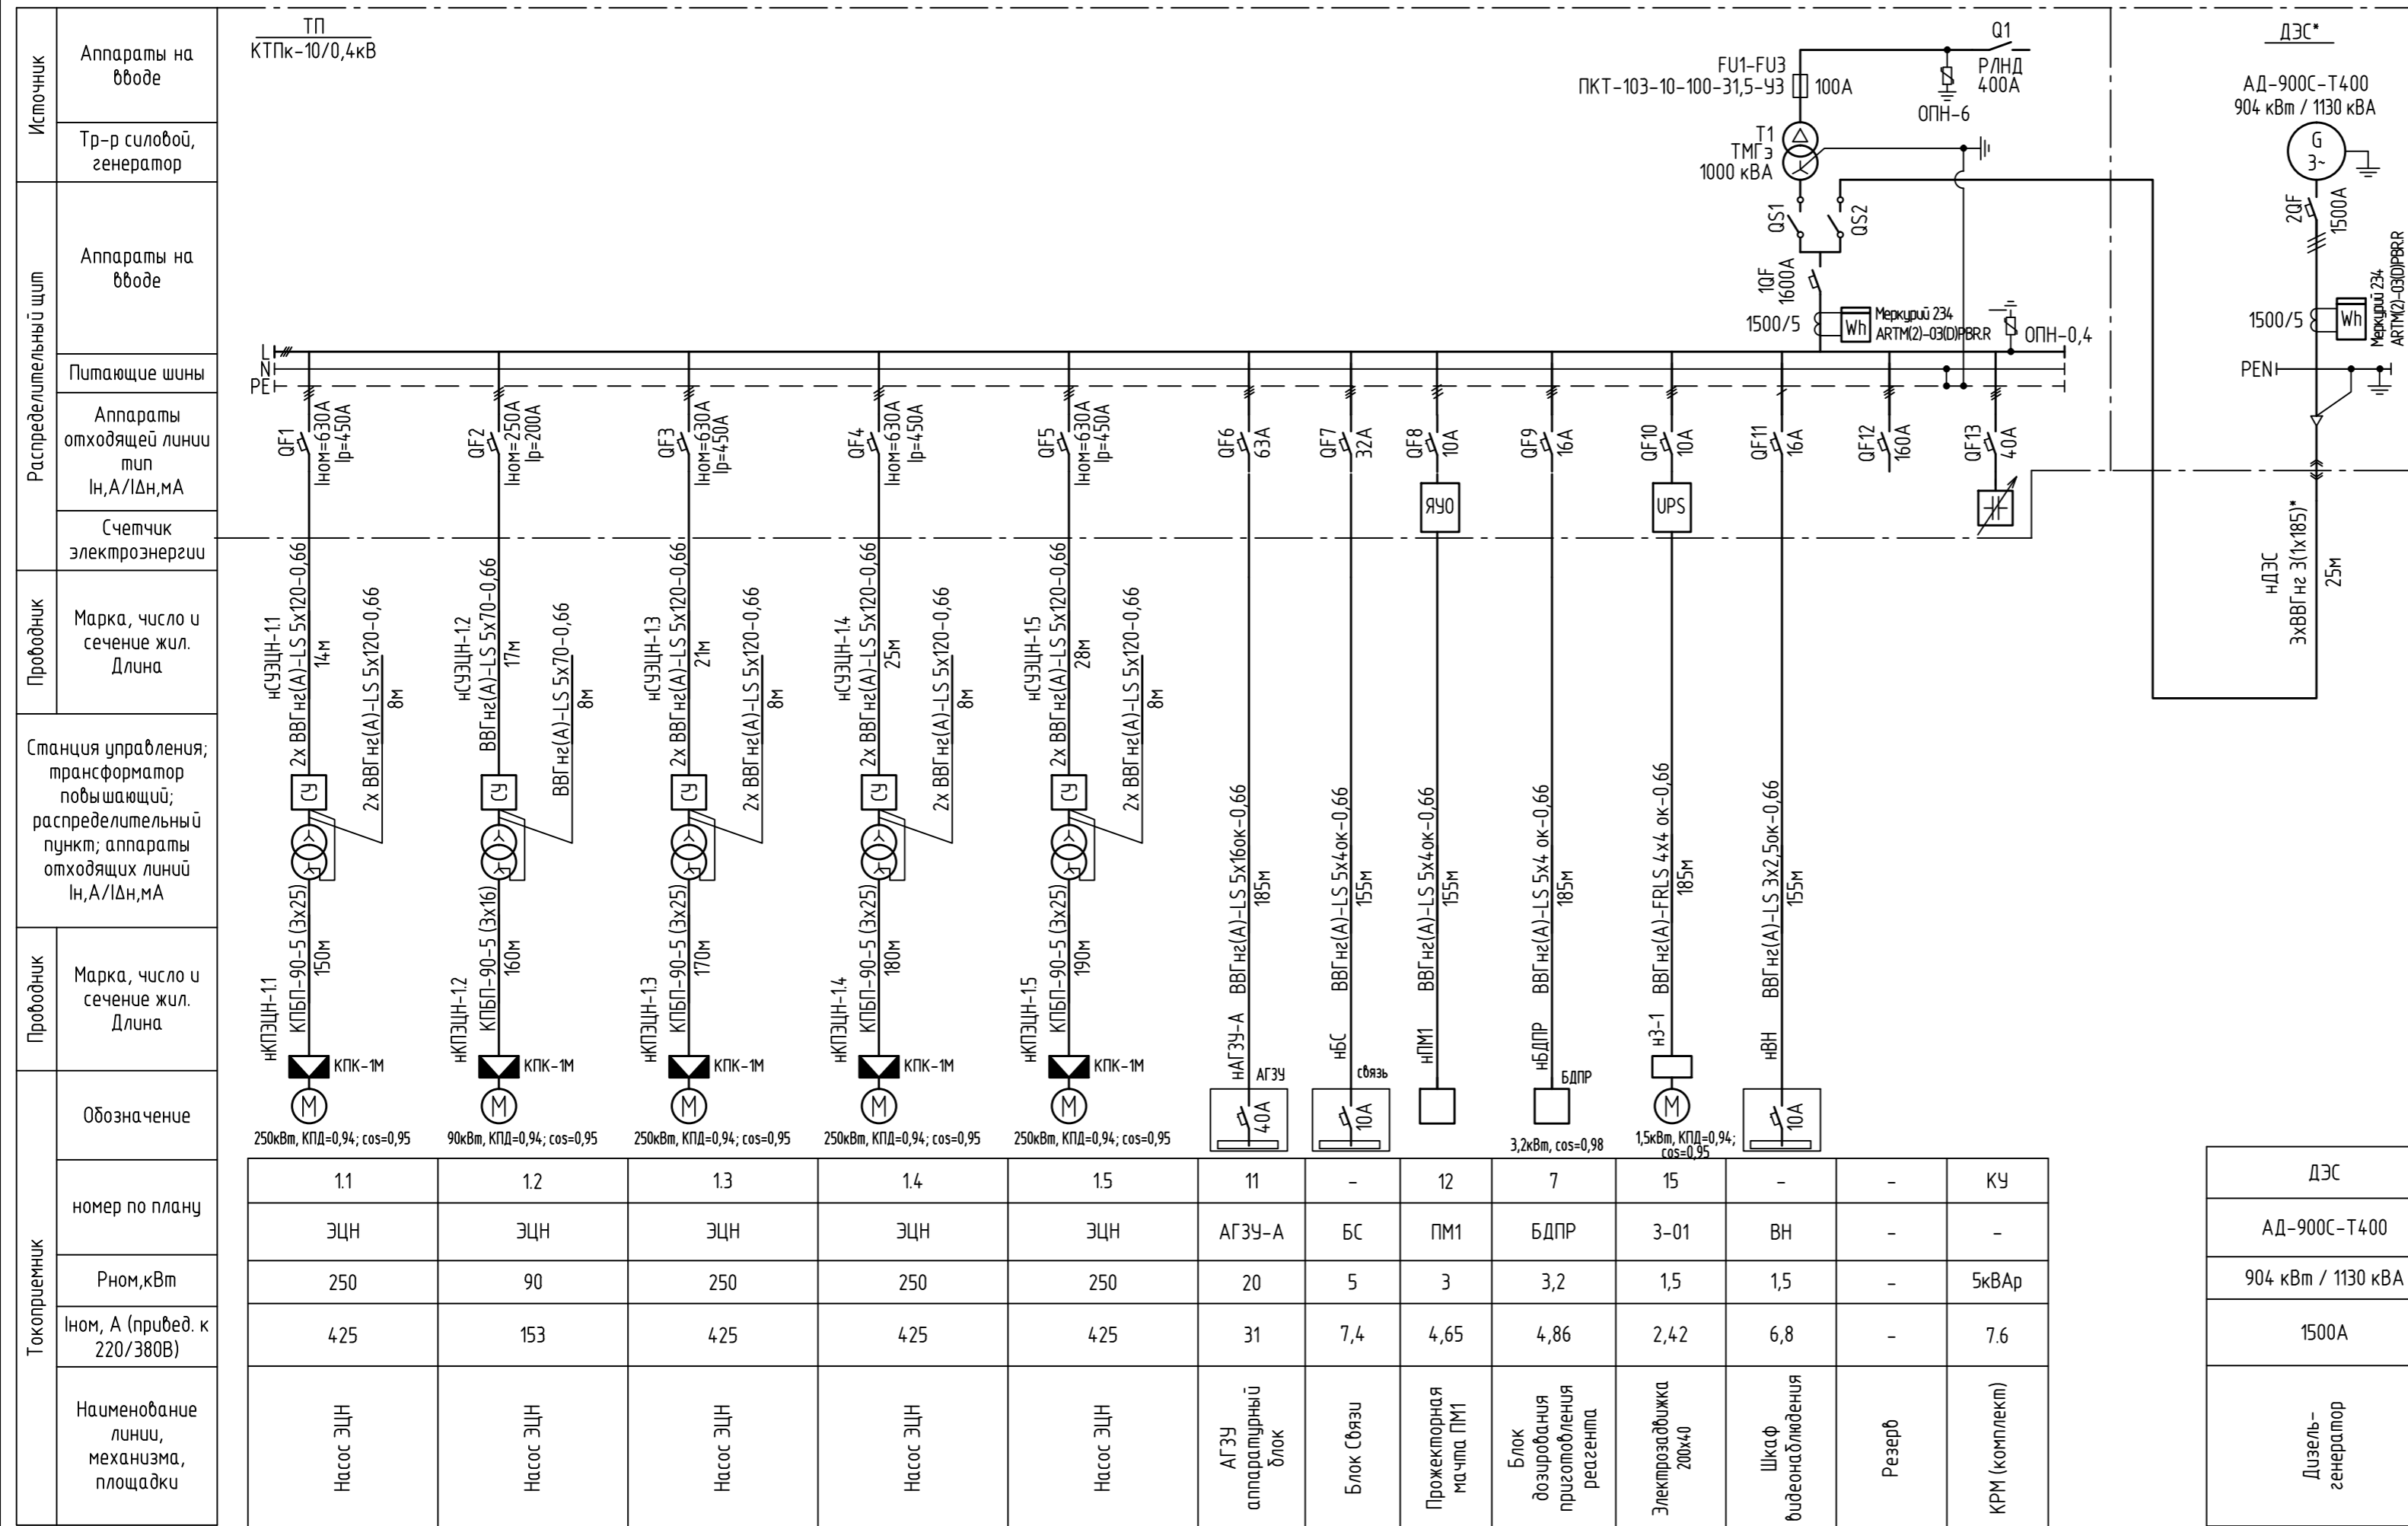 Источник
Аппараты на
вводе
Тр-р силовой,
генератор
Распределительный щит
Аппараты на
вводе
Питающие шины
Аппараты
отходящей линии
тип
Iн,А/IΔн,мА
Счетчик
электроэнергии
Проводник
Марка, число и
сечение жил.
Длина
Станция управления;
трансформатор
повышающий;
распределительный
пункт; аппараты
отходящих линий
Iн,А/IΔн,мА
Проводник
Марка, число и
сечение жил.
Длина
Токоприемник
Обозначение
номер по плану
Рном,кВт
Iном, А (привед. к
220/380В)
Наименование
линии,
механизма,
площадки
ТП
КТПк-10/0,4кВ
Q1
РЛНД
400А
ОПН-6
FU1-FU3
ПКТ-103-10-100-31,5-У3
100А
Т1
ТМГэ
1000 кВА
QS1
QS2
1QF
1600А
1500/5
Wh
Меркурий 234
ARTM(2)-03(D)PBR.R
ОПН-0,4
ДЭС*
АД-900С-Т400
904 кВт / 1130 кВА
G
3~
2QF
1500А
1500/5
Wh
Меркурий 234
ARTM(2)-03(D)PBR.R
PEN
нДЭС
3хВВГнг 3(1х185)*
25м
L
N
PE
QF1
Iном=630А
Iр=450А
QF2
Iном=250А
Iр=200А
QF3
Iном=630А
Iр=450А
QF4
Iном=630А
Iр=450А
QF5
Iном=630А
Iр=450А
QF6
63А
QF7
32А
QF8
10А
QF9
16А
QF10
10А
QF11
16А
QF12
160А
QF13
40А
ЯУО
UPS
нСУЭЦН-1.1
2х ВВГнг(А)-LS 5х120-0,66
14м
2х ВВГнг(А)-LS 5х120-0,66
8м
нСУЭЦН-1.2
ВВГнг(А)-LS 5х70-0,66
17м
ВВГнг(А)-LS 5х70-0,66
8м
нСУЭЦН-1.3
2х ВВГнг(А)-LS 5х120-0,66
21м
2х ВВГнг(А)-LS 5х120-0,66
8м
нСУЭЦН-1.4
2х ВВГнг(А)-LS 5х120-0,66
25м
2х ВВГнг(А)-LS 5х120-0,66
8м
нСУЭЦН-1.5
2х ВВГнг(А)-LS 5х120-0,66
28м
2х ВВГнг(А)-LS 5х120-0,66
8м
СУ
СУ
СУ
СУ
СУ
нКПЭЦН-1.1
КПБП-90-5 (3х25)
150м
нКПЭЦН-1.2
КПБП-90-5 (3х16)
160м
нКПЭЦН-1.3
КПБП-90-5 (3х25)
170м
нКПЭЦН-1.4
КПБП-90-5 (3х25)
180м
нКПЭЦН-1.5
КПБП-90-5 (3х25)
190м
нАГЗУ-А ВВГнг(А)-LS 5х16ок-0,66
185м
нБС ВВГнг(А)-LS 5х4ок-0,66
155м
нПМ1 ВВГнг(А)-LS 5х4ок-0,66
155м
нБДПР ВВГнг(А)-LS 5х4 ок-0,66
185м
нЗ-1 ВВГнг(А)-FRLS 4х4 ок-0,66
185м
нВН ВВГнг(А)-LS 3х2,5ок-0,66
155м
КПК-1М
КПК-1М
КПК-1М
КПК-1М
КПК-1М
М
М
М
М
М
АГЗУ
40А
связь
10А
БДПР
М
10А
250кВт, КПД=0,94; cos=0,95
90кВт, КПД=0,94; cos=0,95
250кВт, КПД=0,94; cos=0,95
250кВт, КПД=0,94; cos=0,95
250кВт, КПД=0,94; cos=0,95
3,2кВт, cos=0,98
1,5кВт, КПД=0,94;
cos=0,95
1.1 1.2 1.3 1.4 1.5 11 - 12 7 15 - - КУ
ЭЦН ЭЦН ЭЦН ЭЦН ЭЦН АГЗУ-А БС ПМ1 БДПР З-01 ВН - -
250 90 250 250 250 20 5 3 3,2 1,5 1,5 - 5кВАр
425 153 425 425 425 31 7,4 4,65 4,86 2,42 6,8 - 7.6
Насос ЭЦН
Насос ЭЦН
Насос ЭЦН
Насос ЭЦН
Насос ЭЦН
АГЗУ
аппаратурный
блок
Блок Связи
Прожекторная
мачта ПМ1
Блок
дозирования
приготовления
реагента
Электрозадвижка
200х40
Шкаф
видеонаблюдения
Резерв
КРМ (комплект)
ДЭС
АД-900С-Т400
904 кВт / 1130 кВА
1500А
Дизель-
генератор